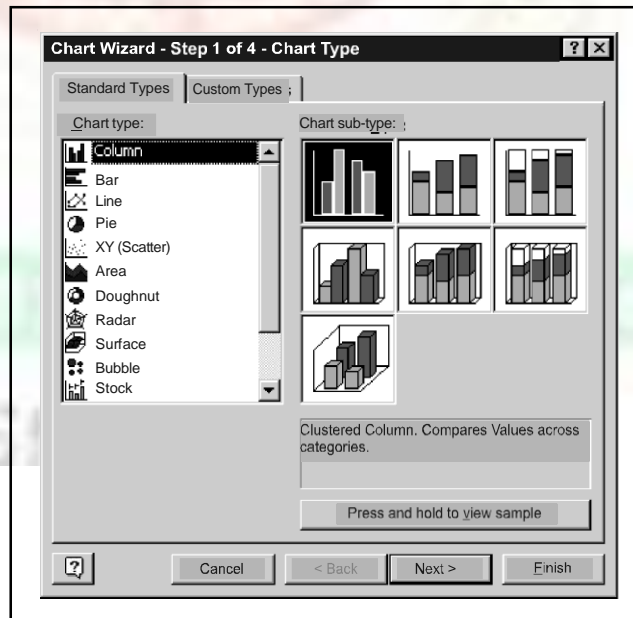 Chart Wizard - Step 1 of 4 - Chart Type
Standard Types
Custom Types
Chart type:
Column
Bar
Line
Pie
XY (Scatter)
Area
Doughnut
Radar
Surface
Bubble
Stock
Chart sub-type:
Clustered Column. Compares Values across
categories.
Press and hold to view sample
Cancel
< Back
Next >
Finish